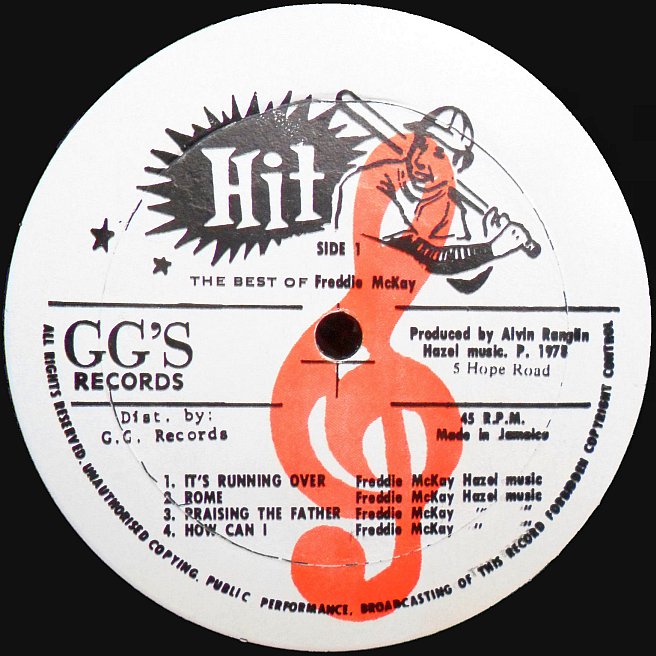 Hit
SIDE 1
THE BEST OF Freddie McKay
GG'S
RECORDS
Produced by Alvin Ranglin
Hazel music. P. 1978
5 Hope Road
Dist. by:
G.G. Records
45 R.P.M.
Made in Jamaica
1. IT'S RUNNING OVER Freddie McKay Hazel music
2. ROME Freddie McKay Hazel music
3. PRAISING THE FATHER Freddie McKay " "
4. HOW CAN I Freddie McKay " "
ALL RIGHTS RESERVED. UNAUTHORISED COPYING, PUBLIC PERFORMANCE, BROADCASTING OF THIS RECORD FORBIDDEN COPYRIGHT CONTROL